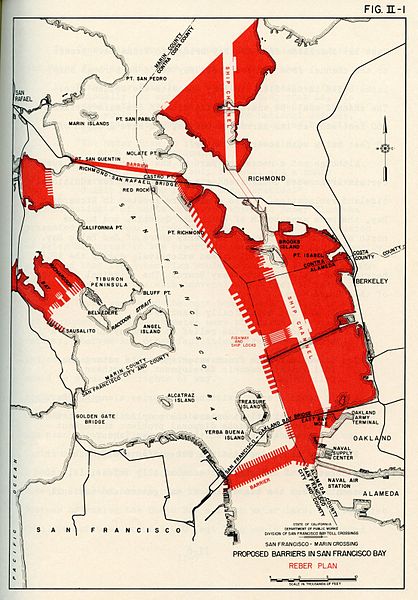 FIG. II-1
MARIN COUNTY
CONTRA COSTA COUNTY
PT. SAN PEDRO
SHIP CHANNEL
SAN
RAFAEL
MARIN ISLANDS
PT. SAN PABLO
MOLATE PT.
PT. SAN QUENTIN
BARRIER
RICHMOND-SAN RAFAEL BRIDGE
CASTRO PT.
RED ROCK
RICHMOND
CALIFORNIA PT.
PT. RICHMOND
BROOKS
ISLAND
PT. ISABEL
CONTRA COSTA COUNTY
ALAMEDA COUNTY
BERKELEY
SAN FRANCISCO BAY
TIBURON
PENINSULA
BLUFF PT.
BELVEDERE
RACCOON STRAIT
RICHARDSON BAY
SAUSALITO
ANGEL
ISLAND
SHIP CHANNEL
FISHWAY
AND
SHIP LOCKS
MARIN COUNTY
SAN FRANCISCO CITY AND COUNTY
ALCATRAZ
ISLAND
TREASURE
ISLAND
GOLDEN GATE
BRIDGE
YERBA BUENA
ISLAND
SAN FRANCISCO - OAKLAND BAY BRIDGE
EAST BAY
MOLE
OAKLAND
ARMY
TERMINAL
OAKLAND
NAVAL
SUPPLY
CENTER
NAVAL AIR
STATION
ALAMEDA
BARRIER
ALAMEDA COUNTY
SAN FRANCISCO
CITY AND COUNTY
PACIFIC OCEAN
SAN FRANCISCO
STATE OF CALIFORNIA
DEPARTMENT OF PUBLIC WORKS
DIVISION OF SAN FRANCISCO BAY TOLL CROSSINGS
SAN FRANCISCO - MARIN CROSSING
PROPOSED BARRIERS IN SAN FRANCISCO BAY
REBER PLAN
SCALE IN THOUSANDS OF FEET